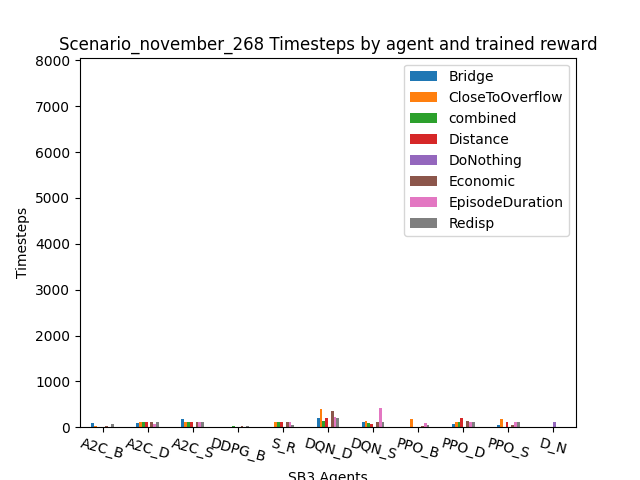 Scenario_november_268 Timesteps by agent and trained reward
8000
7000
6000
5000
4000
3000
2000
1000
0
Timesteps
Bridge
CloseToOverflow
combined
Distance
DoNothing
Economic
EpisodeDuration
Redisp
A2C_B
A2C_D
A2C_S
DDPG_B
S_R
DQN_D
DQN_S
PPO_B
PPO_D
PPO_S
D_N
SB3 Agents